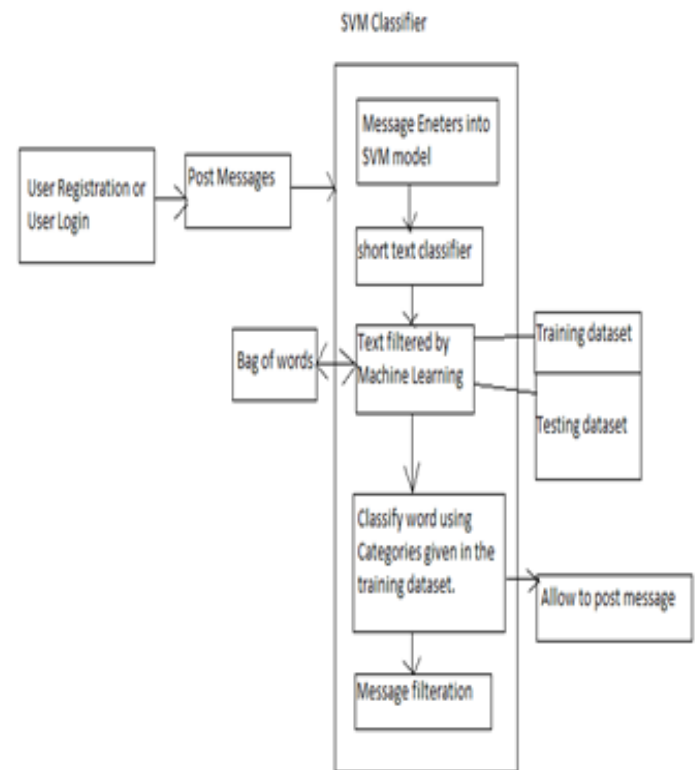 SVM Classifier
Message Eneters into
SVM model
User Registration or
User Login
Post Messages
short text classifier
Bag of words
Text filtered by
Machine Learning
Training dataset
Testing dataset
Classify word using
Categories given in the
training dataset.
Allow to post message
Message filteration